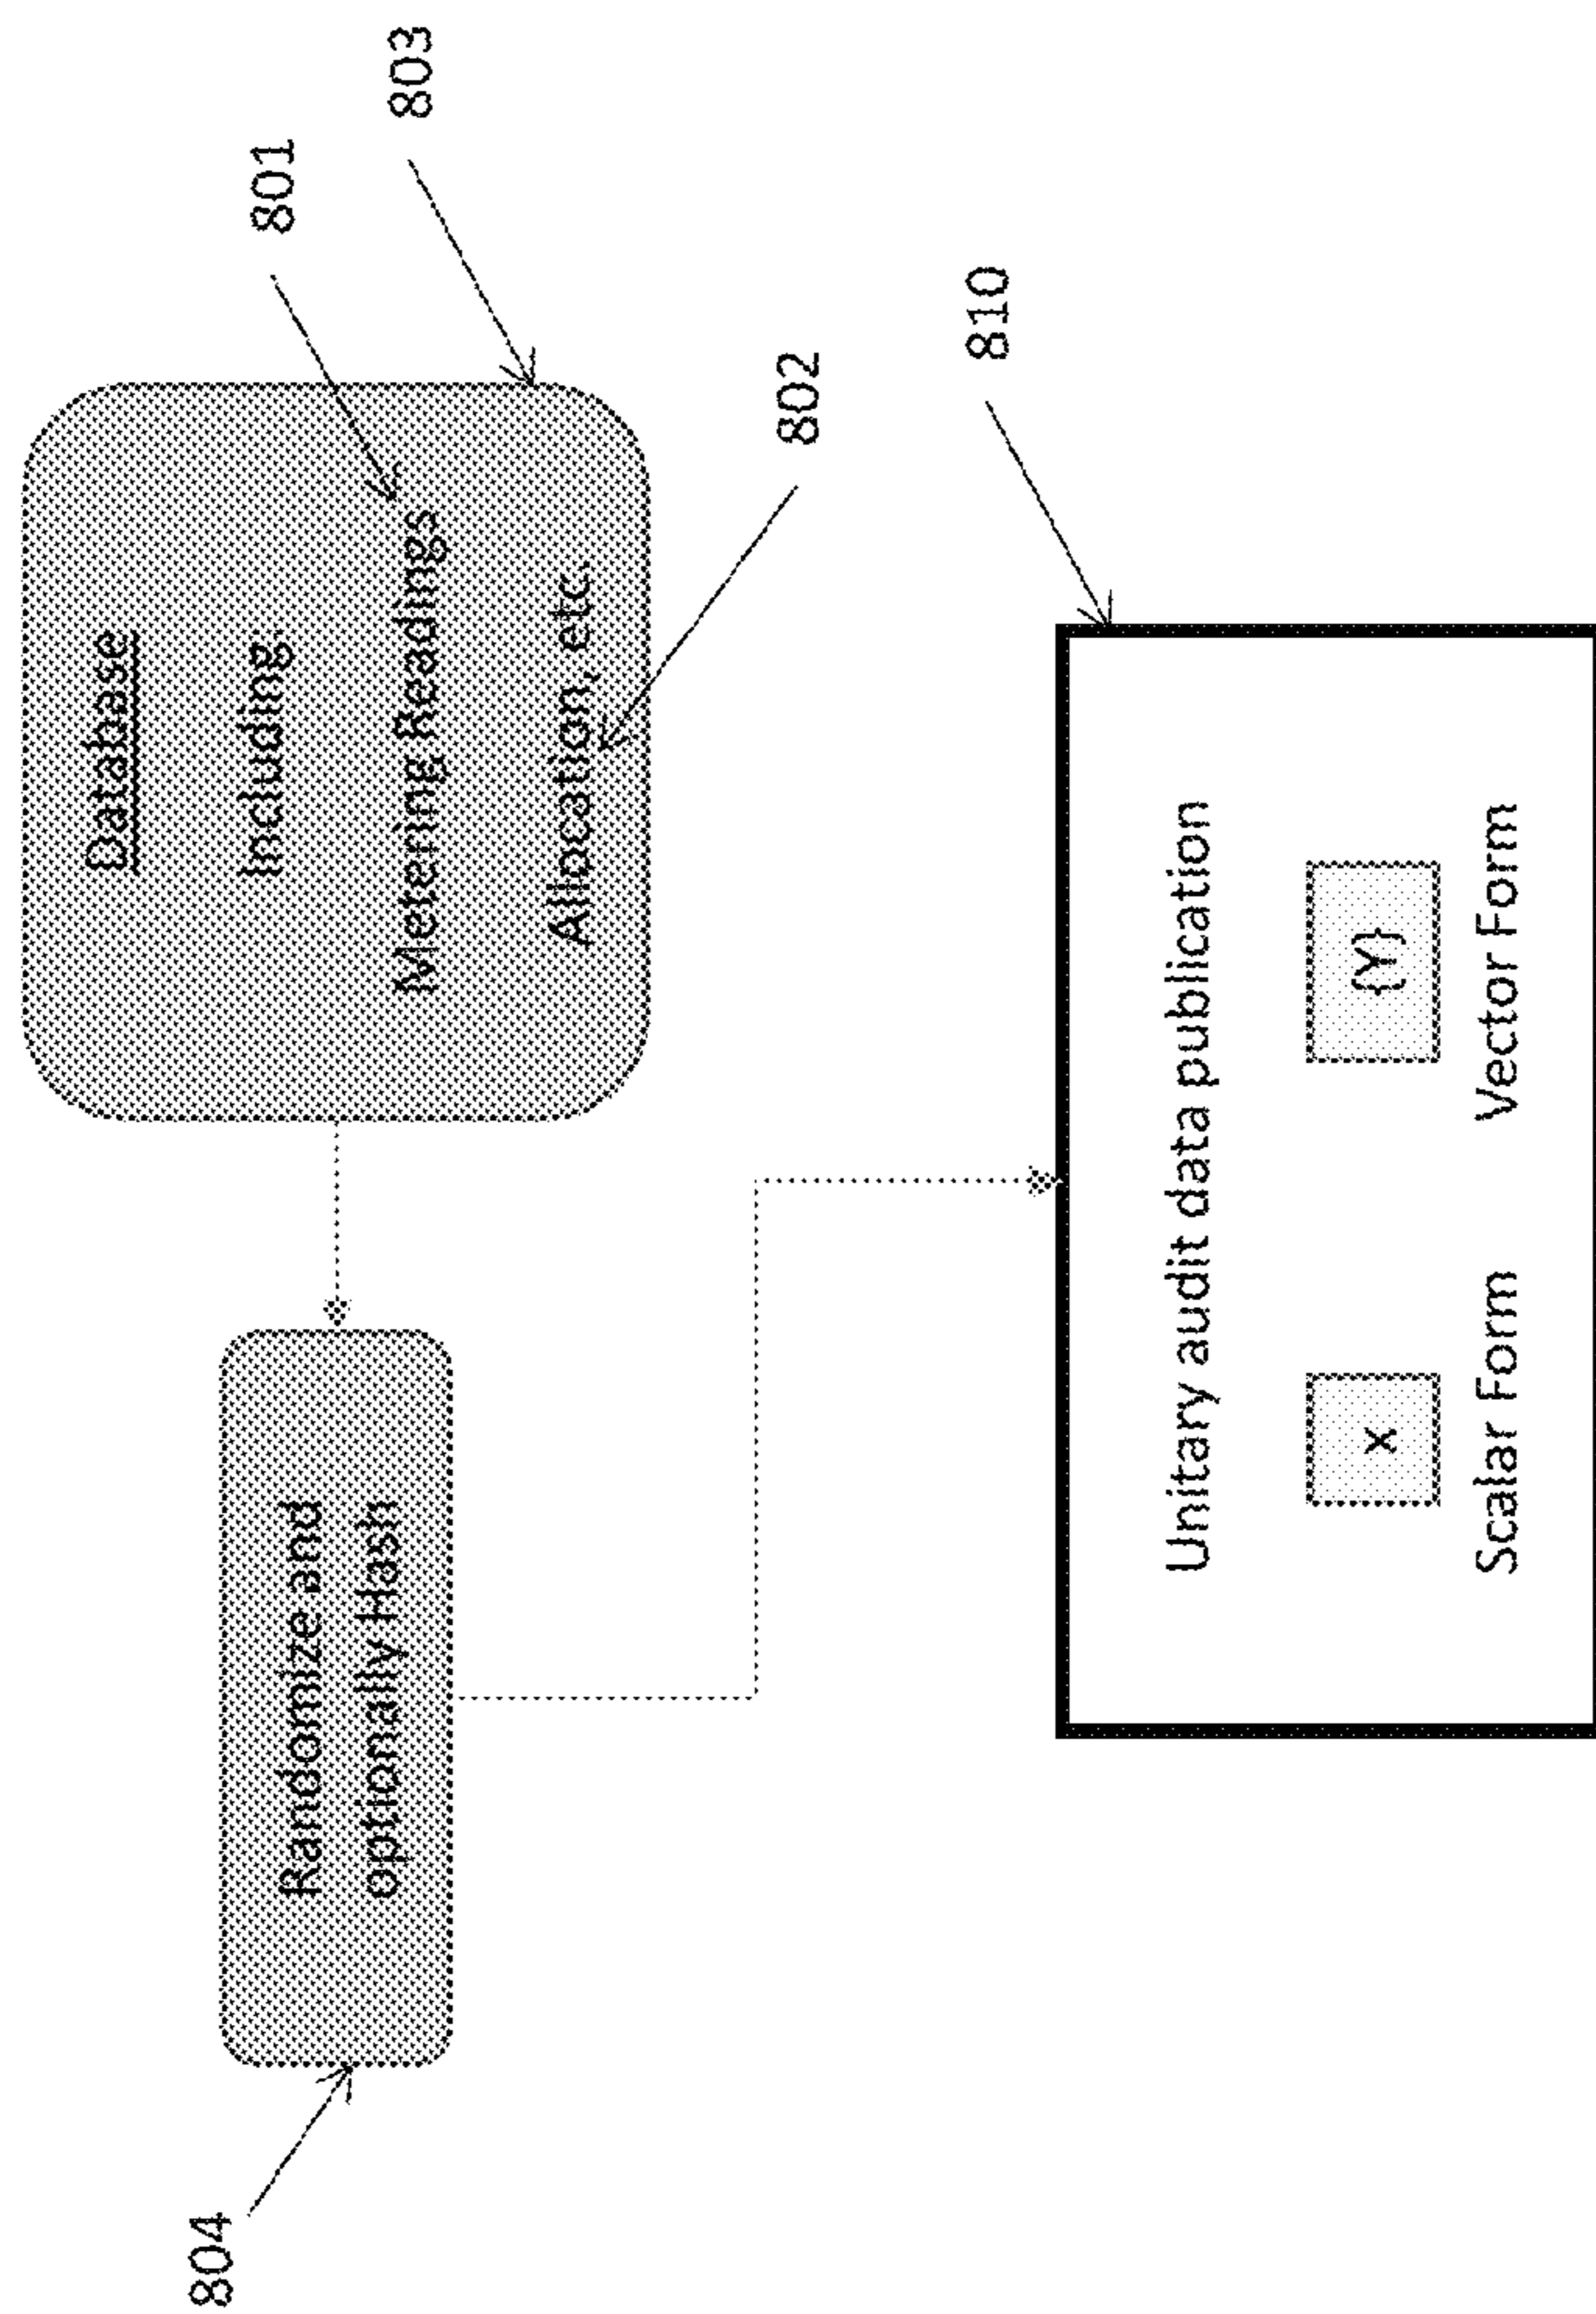 804
Randomize and
optionally Hash
Database
Including
Metering Readings
Allocation, etc.
801
803
802
810
Unitary audit data publication
x
{Y}
Scalar Form
Vector Form